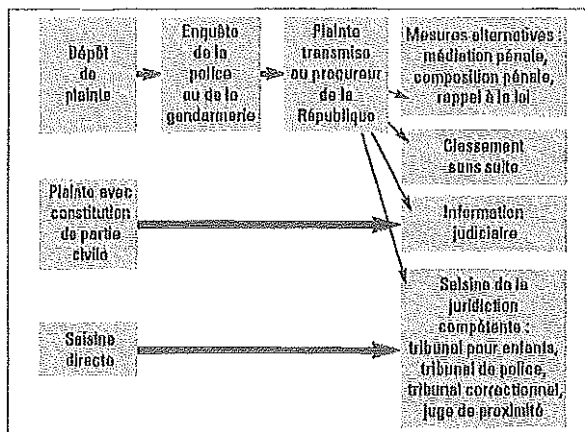 Dépôt
de
plainte
Enquête
de la
police
ou de la
gendarmerie
Plainte
transmise
au procureur
de la
République
Mesures alternatives :
médiation pénale,
composition pénale,
rappel à la loi
Classement
sans suite
Plainte avec
constitution
de partie
civile
Information
judiciaire
Saisine
directe
Saisine de la
juridiction
compétente :
tribunal pour enfants,
tribunal de police,
tribunal correctionnel,
juge de proximité